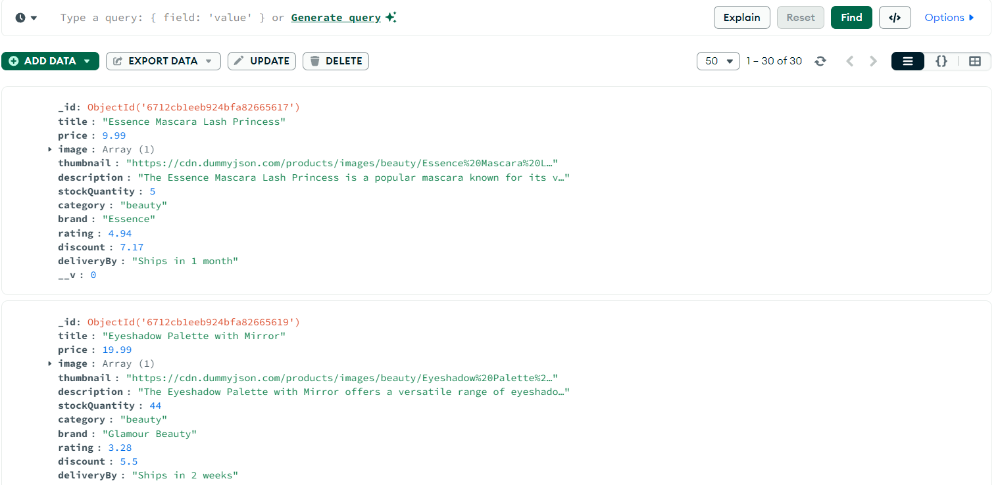 Type a query: { field: 'value' } or Generate query
Explain Reset Find </> Options
ADD DATA EXPORT DATA UPDATE DELETE 50 1 – 30 of 30 {}
_id: ObjectId('6712cb1eeb924bfa82665617')
title : "Essence Mascara Lash Princess"
price : 9.99
image : Array (1)
thumbnail : "https://cdn.dummyjson.com/products/images/beauty/Essence%20Mascara%20L…"
description : "The Essence Mascara Lash Princess is a popular mascara known for its v…"
stockQuantity : 5
category : "beauty"
brand : "Essence"
rating : 4.94
discount : 7.17
deliveryBy : "Ships in 1 month"
__v : 0
_id: ObjectId('6712cb1eeb924bfa82665619')
title : "Eyeshadow Palette with Mirror"
price : 19.99
image : Array (1)
thumbnail : "https://cdn.dummyjson.com/products/images/beauty/Eyeshadow%20Palette%2…"
description : "The Eyeshadow Palette with Mirror offers a versatile range of eyeshado…"
stockQuantity : 44
category : "beauty"
brand : "Glamour Beauty"
rating : 3.28
discount : 5.5
deliveryBy : "Ships in 2 weeks"